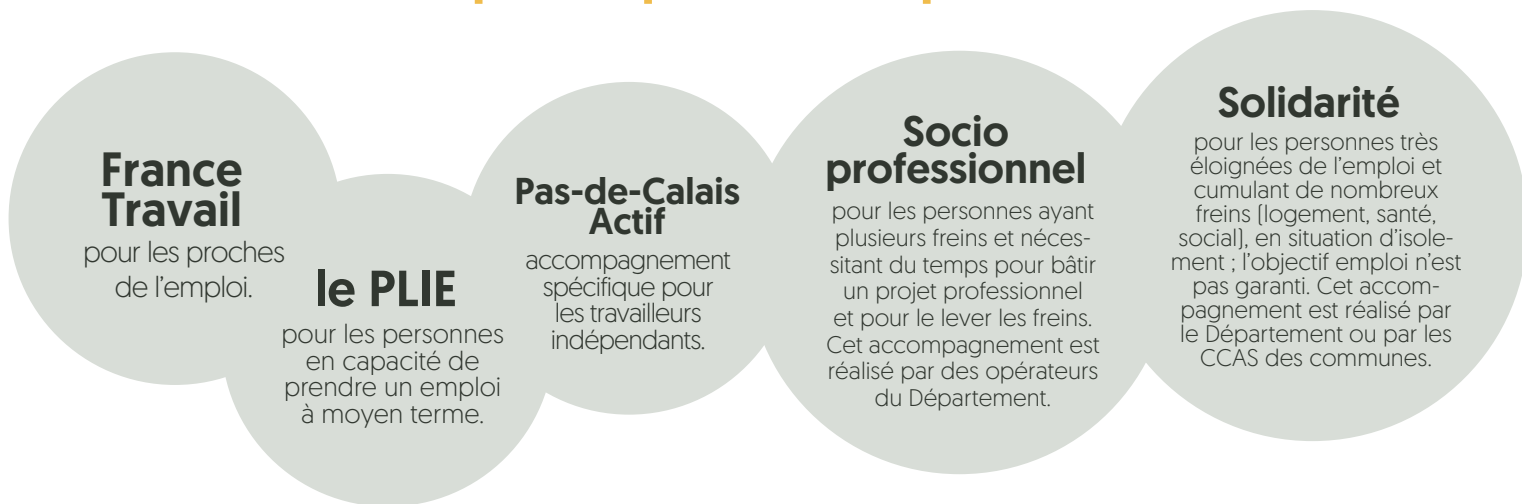 France
Travail
pour les proches
de l’emploi.
le PLIE
pour les personnes
en capacité de
prendre un emploi
à moyen terme.
Pas-de-Calais
Actif
accompagnement
spécifique pour
les travailleurs
indépendants.
Socio
professionnel
pour les personnes ayant
plusieurs freins et néces-
sitant du temps pour bâtir
un projet professionnel
et pour le lever les freins.
Cet accompagnement est
réalisé par des opérateurs
du Département.
Solidarité
pour les personnes très
éloignées de l’emploi et
cumulant de nombreux
freins (logement, santé,
social), en situation d’isole-
ment ; l’objectif emploi n’est
pas garanti. Cet accom-
pagnement est réalisé par
le Département ou par les
CCAS des communes.